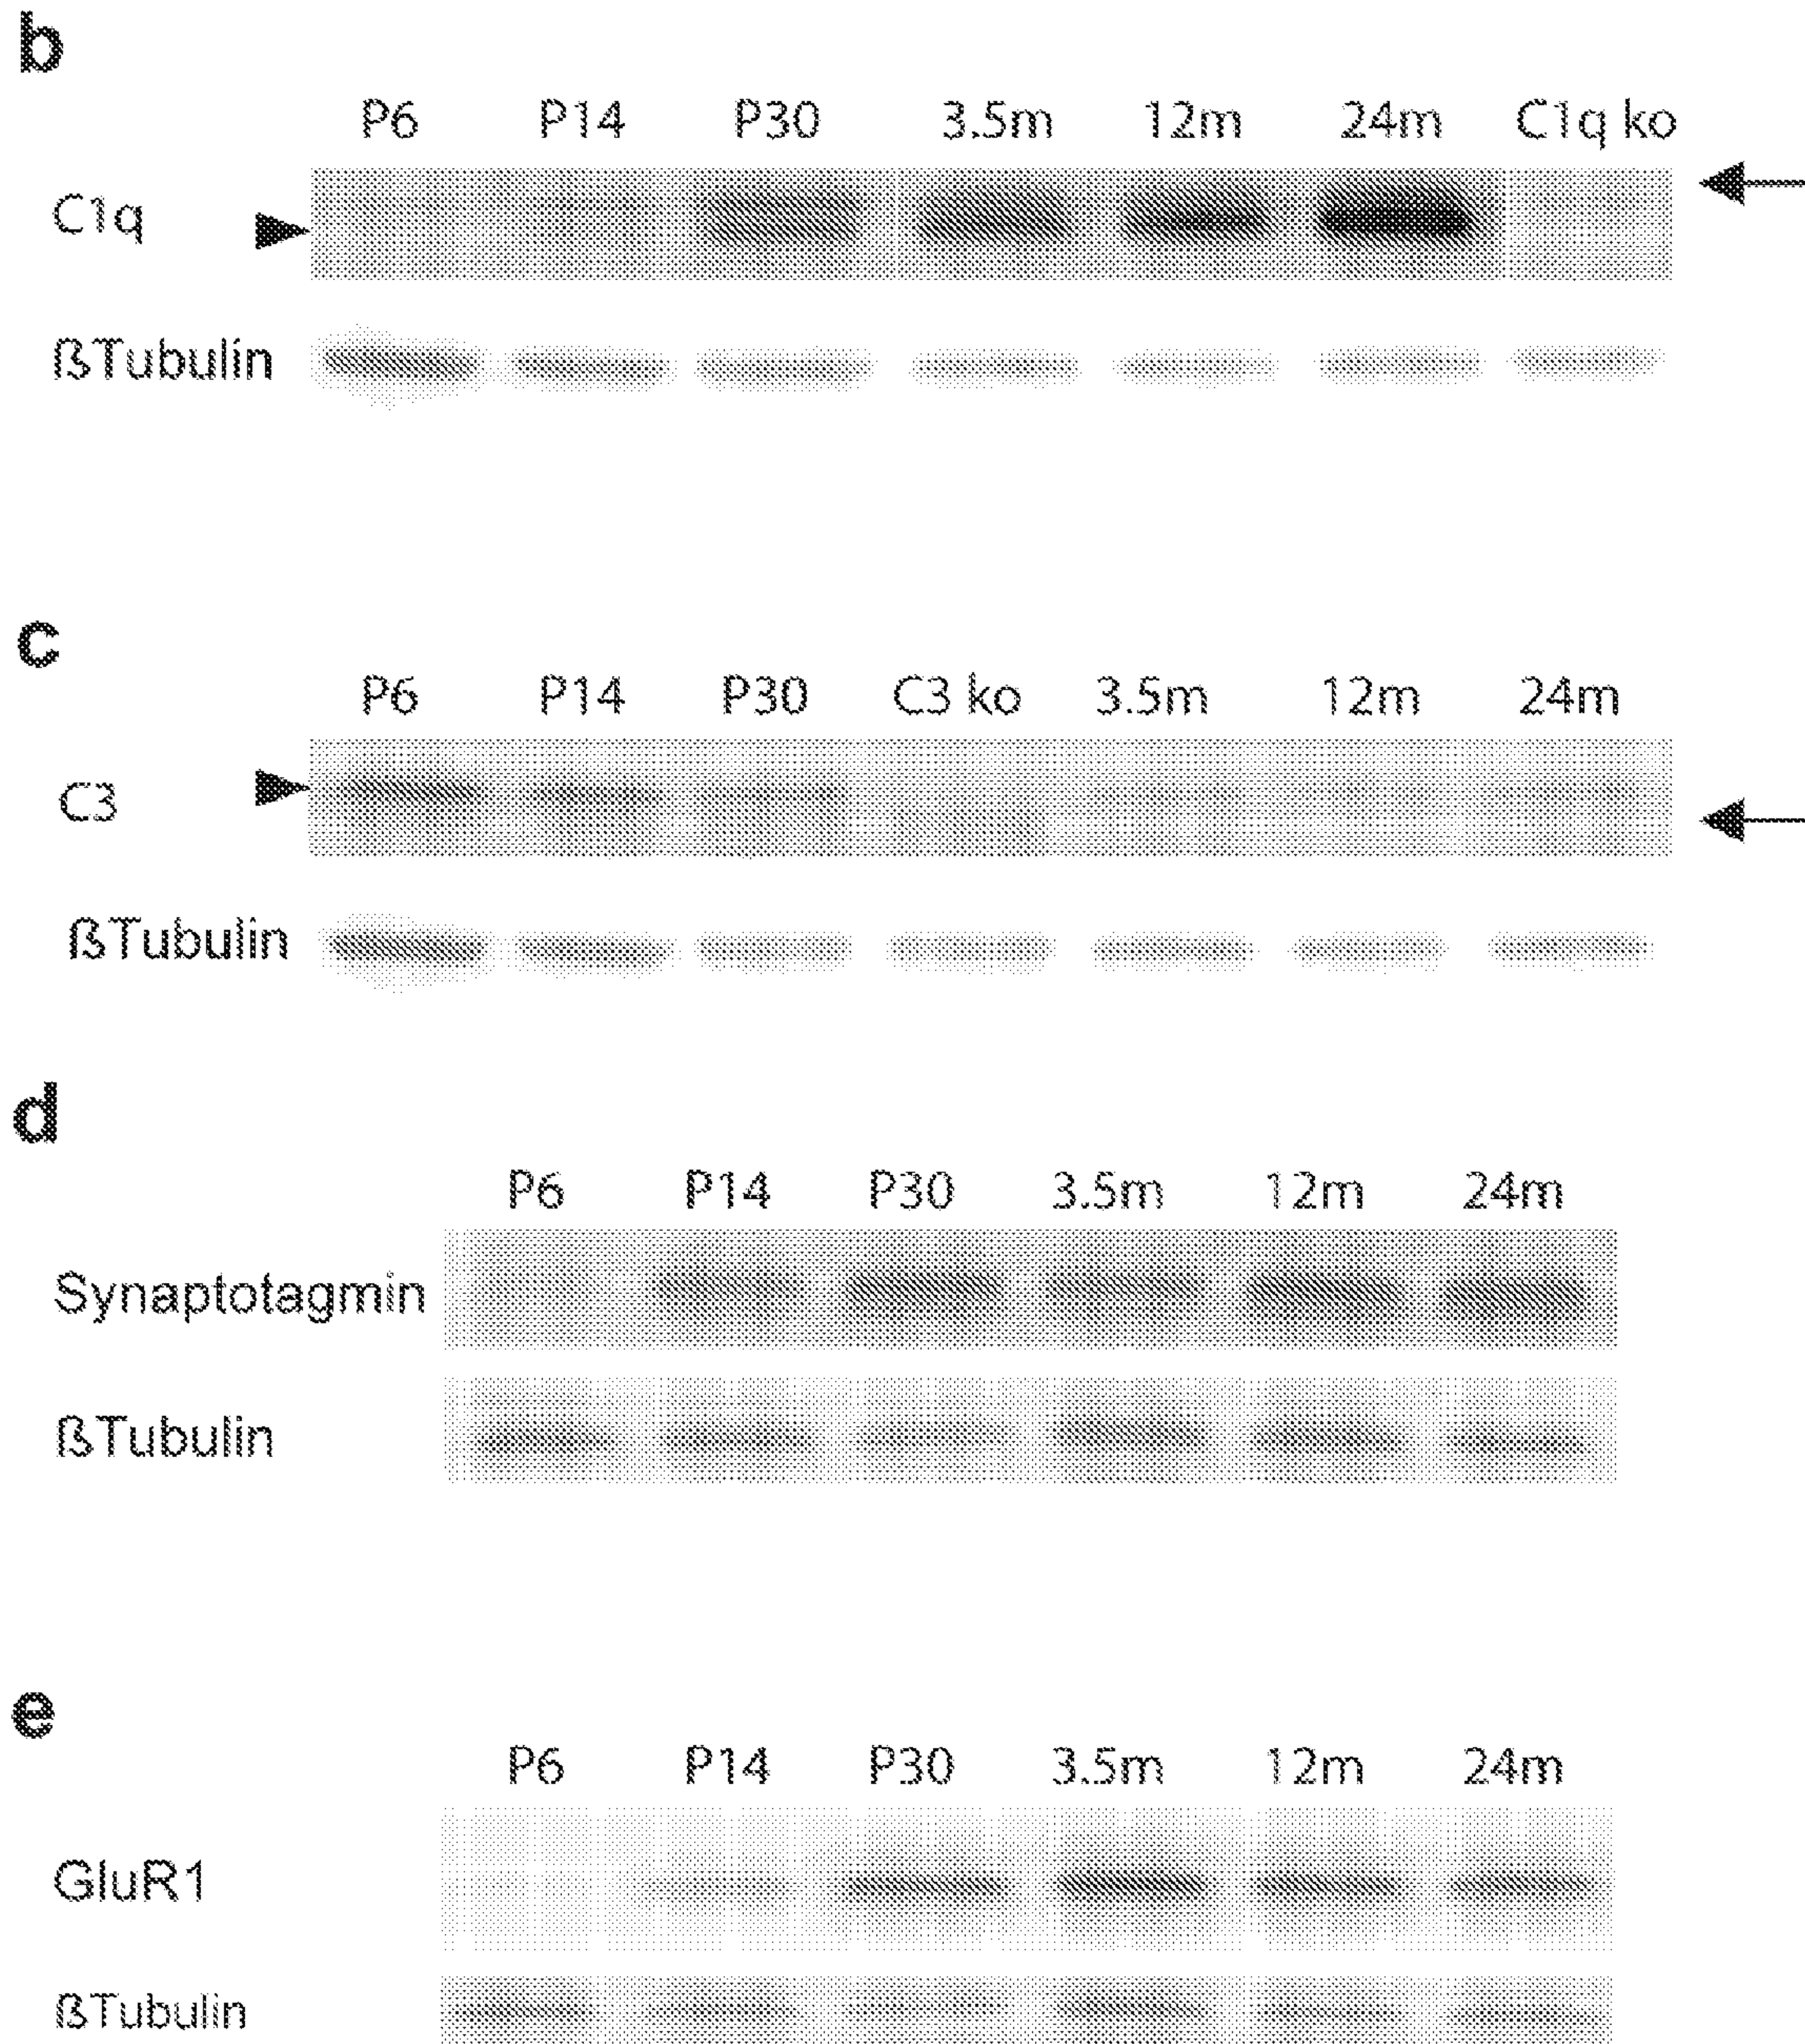 b
P6 P14 P30 3.5m 12m 24m C1q ko
C1q
ßTubulin
c
P6 P14 P30 C3 ko 3.5m 12m 24m
C3
ßTubulin
d
P6 P14 P30 3.5m 12m 24m
Synaptotagmin
ßTubulin
e
P6 P14 P30 3.5m 12m 24m
GluR1
ßTubulin